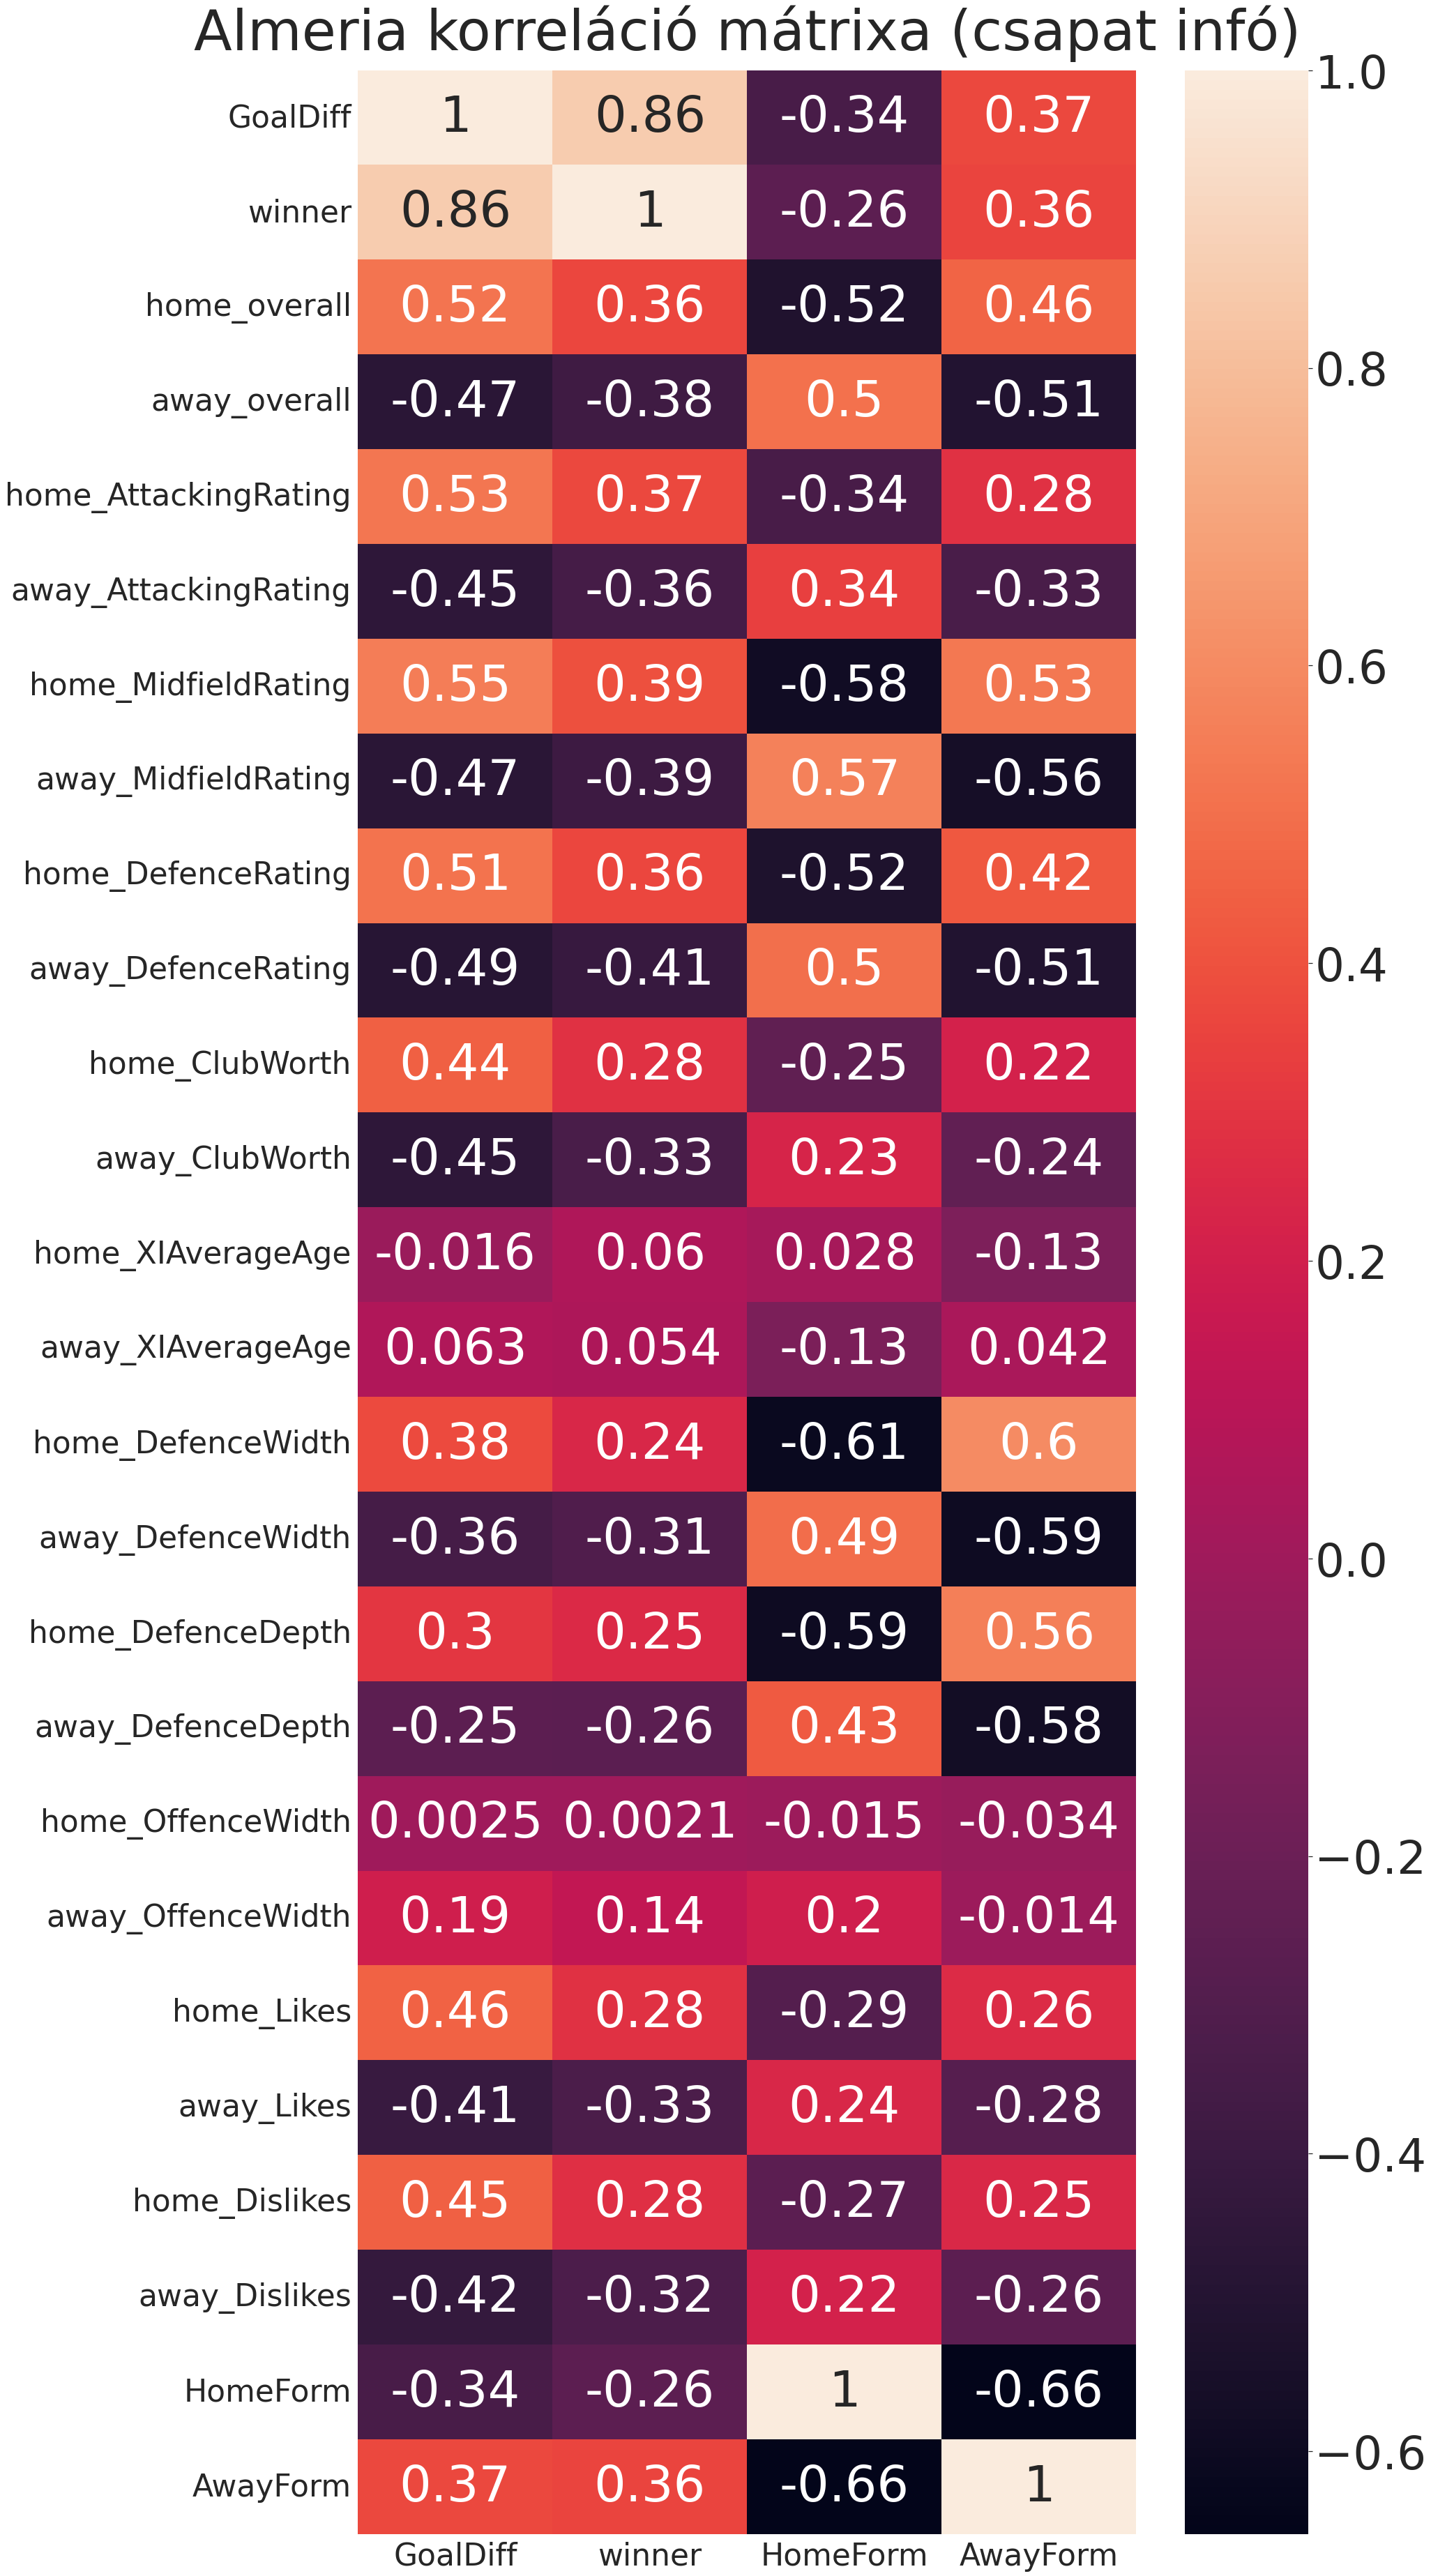 Almeria korreláció mátrixa (csapat infó)
GoalDiff 1 0.86 -0.34 0.37
winner 0.86 1 -0.26 0.36
home_overall 0.52 0.36 -0.52 0.46
away_overall -0.47 -0.38 0.5 -0.51
home_AttackingRating 0.53 0.37 -0.34 0.28
away_AttackingRating -0.45 -0.36 0.34 -0.33
home_MidfieldRating 0.55 0.39 -0.58 0.53
away_MidfieldRating -0.47 -0.39 0.57 -0.56
home_DefenceRating 0.51 0.36 -0.52 0.42
away_DefenceRating -0.49 -0.41 0.5 -0.51
home_ClubWorth 0.44 0.28 -0.25 0.22
away_ClubWorth -0.45 -0.33 0.23 -0.24
home_XIAverageAge -0.016 0.06 0.028 -0.13
away_XIAverageAge 0.063 0.054 -0.13 0.042
home_DefenceWidth 0.38 0.24 -0.61 0.6
away_DefenceWidth -0.36 -0.31 0.49 -0.59
home_DefenceDepth 0.3 0.25 -0.59 0.56
away_DefenceDepth -0.25 -0.26 0.43 -0.58
home_OffenceWidth 0.0025 0.0021 -0.015 -0.034
away_OffenceWidth 0.19 0.14 0.2 -0.014
home_Likes 0.46 0.28 -0.29 0.26
away_Likes -0.41 -0.33 0.24 -0.28
home_Dislikes 0.45 0.28 -0.27 0.25
away_Dislikes -0.42 -0.32 0.22 -0.26
HomeForm -0.34 -0.26 1 -0.66
AwayForm 0.37 0.36 -0.66 1
GoalDiff winner HomeForm AwayForm
1.0
0.8
0.6
0.4
0.2
0.0
−0.2
−0.4
−0.6